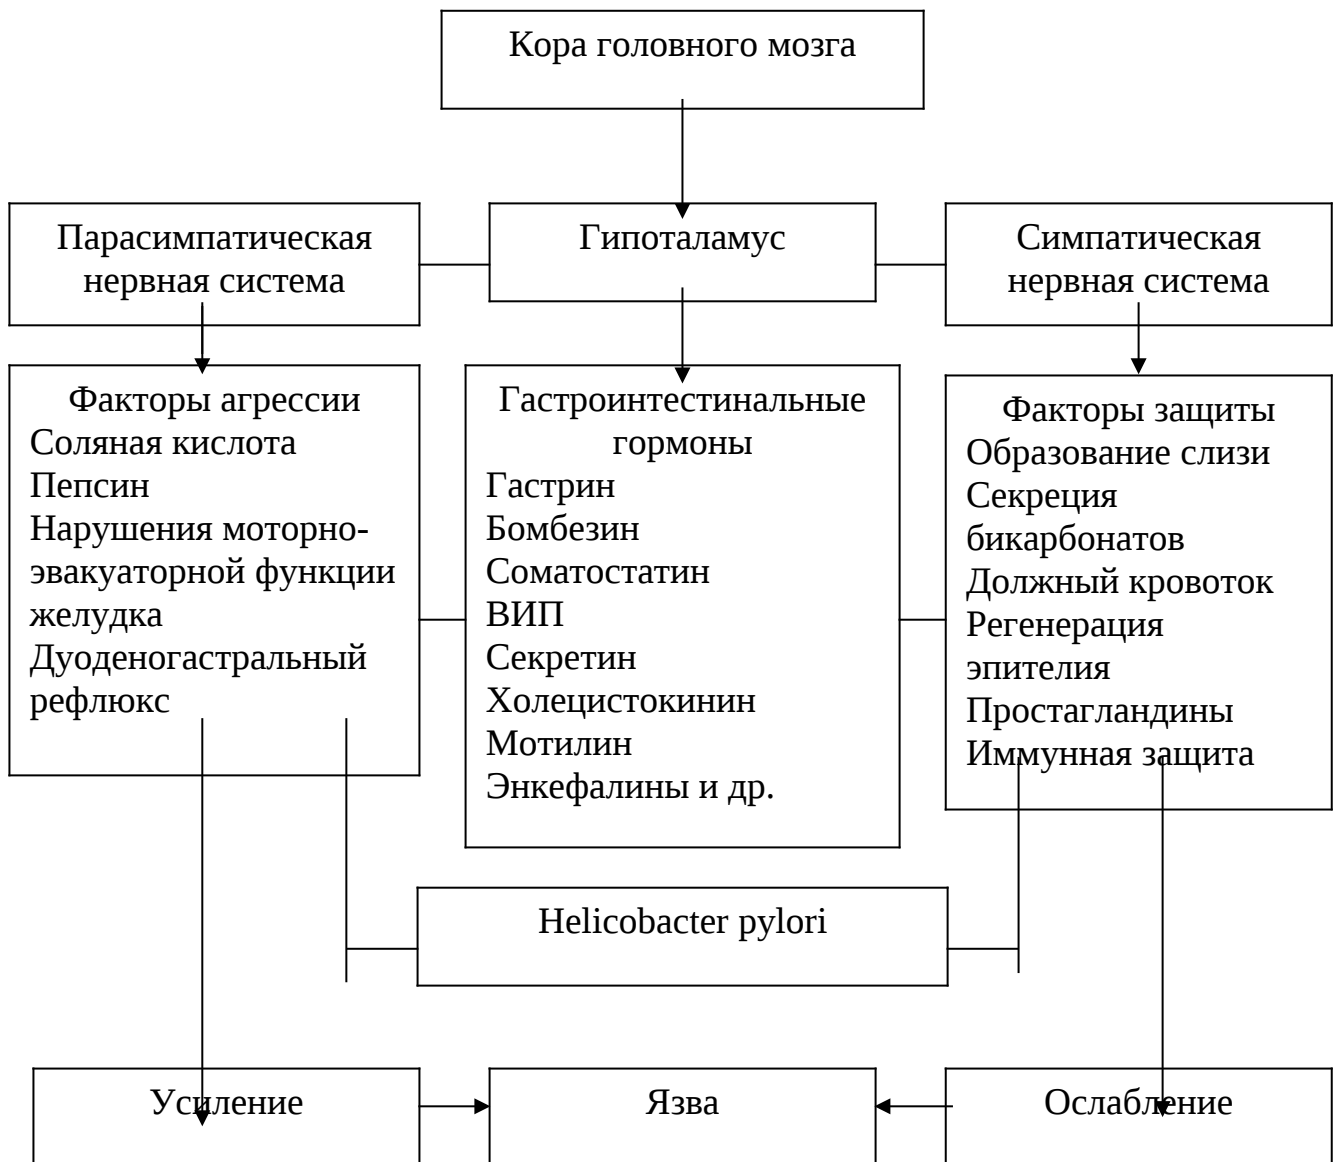 Кора головного мозга
Парасимпатическая
нервная система
Гипоталамус
Симпатическая
нервная система
Факторы агрессии
Соляная кислота
Пепсин
Нарушения моторно-
эвакуаторной функции
желудка
Дуоденогастральный
рефлюкс
Гастроинтестинальные
гормоны
Гастрин
Бомбезин
Соматостатин
ВИП
Секретин
Холецистокинин
Мотилин
Энкефалины и др.
Факторы защиты
Образование слизи
Секреция
бикарбонатов
Должный кровоток
Регенерация
эпителия
Простагландины
Иммунная защита
Helicobacter pylori
Усиление
Язва
Ослабление